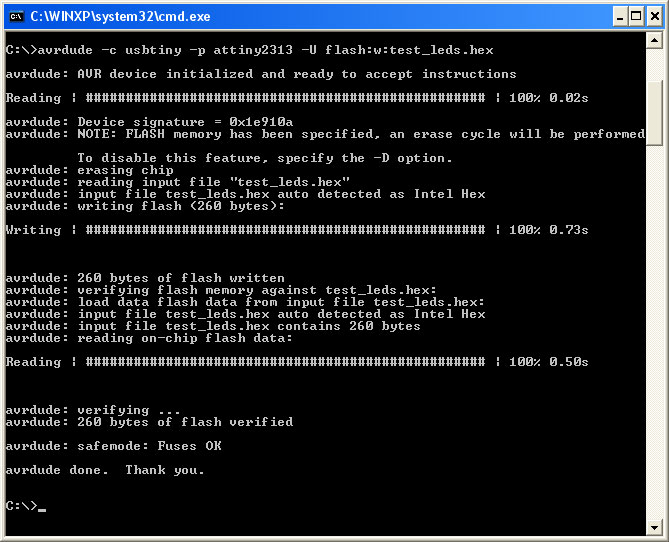 C:\WINXP\system32\cmd.exe
C:\>avrdude -c usbtiny -p attiny2313 -U flash:w:test_leds.hex
avrdude: AVR device initialized and ready to accept instructions
Reading | ################################################## | 100% 0.02s
avrdude: Device signature = 0x1e910a
avrdude: NOTE: FLASH memory has been specified, an erase cycle will be performed
To disable this feature, specify the -D option.
avrdude: erasing chip
avrdude: reading input file "test_leds.hex"
avrdude: input file test_leds.hex auto detected as Intel Hex
avrdude: writing flash (260 bytes):
Writing | ################################################## | 100% 0.73s
avrdude: 260 bytes of flash written
avrdude: verifying flash memory against test_leds.hex:
avrdude: load data flash data from input file test_leds.hex:
avrdude: input file test_leds.hex auto detected as Intel Hex
avrdude: input file test_leds.hex contains 260 bytes
avrdude: reading on-chip flash data:
Reading | ################################################## | 100% 0.50s
avrdude: verifying ...
avrdude: 260 bytes of flash verified
avrdude: safemode: Fuses OK
avrdude done.  Thank you.
C:\>_